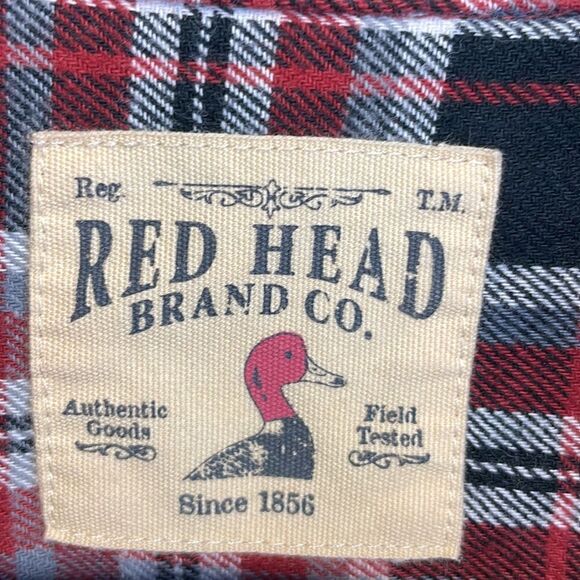 Reg T.M.
RED HEAD
BRAND CO.
Authentic
Goods
Field
Tested
Since 1856